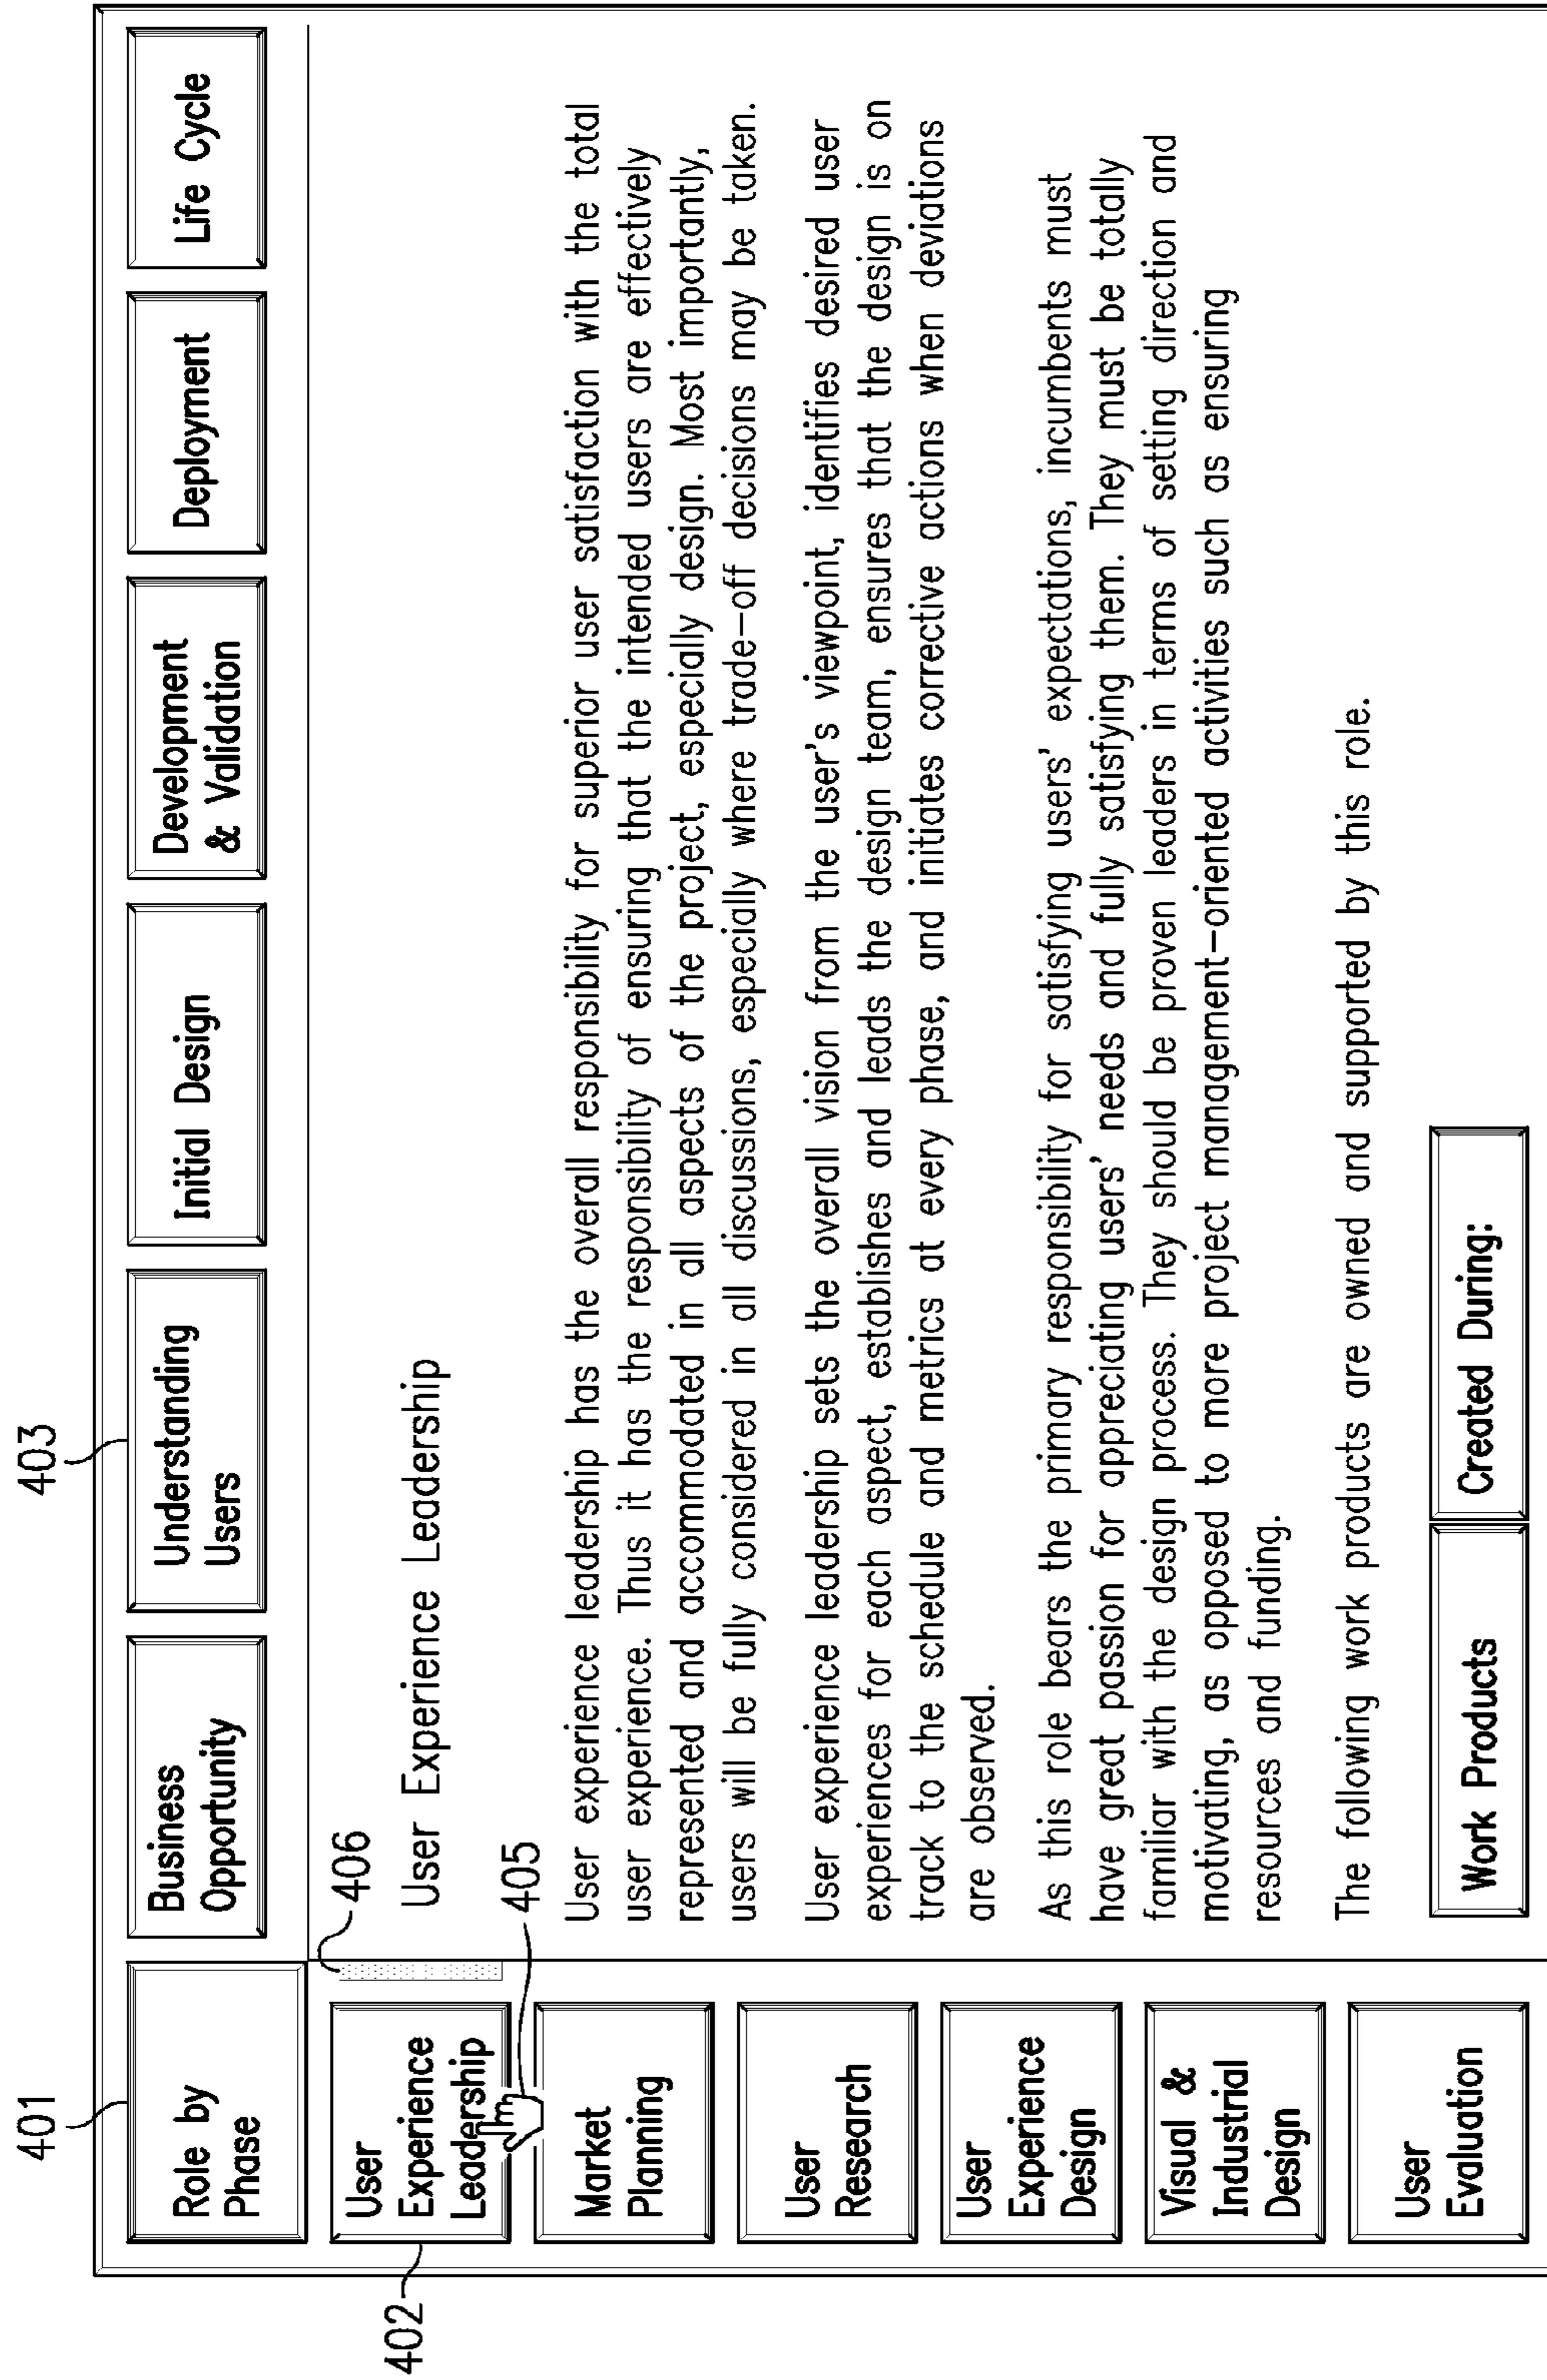 401
403
Role by
Phase
Business
Opportunity
Understanding
Users
Initial Design
Development
& Validation
Deployment
Life Cycle
402
406
405
User
Experience
Leadership
Market
Planning
User
Research
User
Experience
Design
Visual &
Industrial
Design
User
Evaluation
User Experience Leadership
User experience leadership has the overall responsibility for superior user satisfaction with the total
user experience. Thus it has the responsibility of ensuring that the intended users are effectively
represented and accommodated in all aspects of the project, especially design. Most importantly,
users will be fully considered in all discussions, especially where trade-off decisions may be taken.
User experience leadership sets the overall vision from the user's viewpoint, identifies desired user
experiences for each aspect, establishes and leads the design team, ensures that the design is on
track to the schedule and metrics at every phase, and initiates corrective actions when deviations
are observed.
As this role bears the primary responsibility for satisfying users' expectations, incumbents must
have great passion for appreciating users' needs and fully satisfying them. They must be totally
familiar with the design process. They should be proven leaders in terms of setting direction and
motivating, as opposed to more project management-oriented activities such as ensuring
resources and funding.
The following work products are owned and supported by this role.
Work Products
Created During: